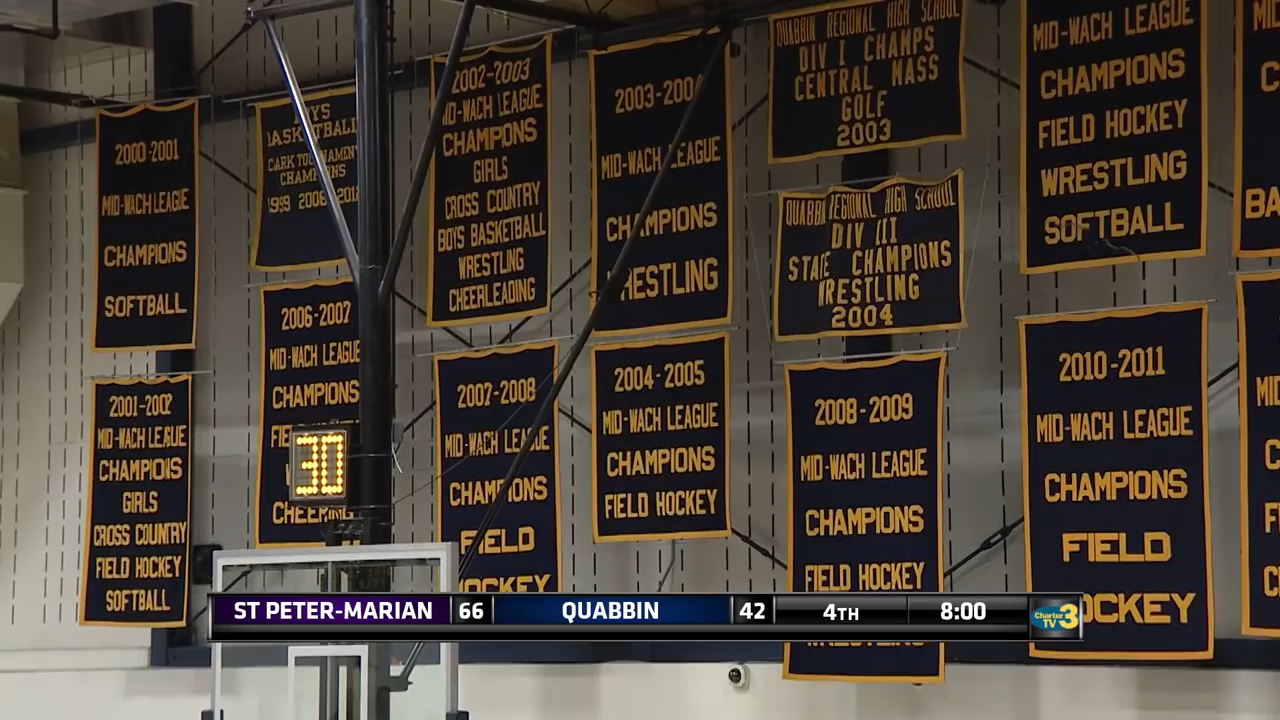 2000-2001
MID-WACH LEAGUE
CHAMPIONS
SOFTBALL
2001-2002
MID-WACH LEAGUE
CHAMPIONS
GIRLS
CROSS COUNTRY
FIELD HOCKEY
SOFTBALL
CHAMPIONS
2006-2007
MID-WACH LEAGUE
CHAMPIONS
30
2002-2003
MID-WACH LEAGUE
CHAMPIONS
GIRLS
CROSS COUNTRY
BOYS BASKETBALL
WRESTLING
CHEERLEADING
2007-2008
MID-WACH LEAGUE
CHAMPIONS
FIELD
HOCKEY
2003-2004
MID-WACH LEAGUE
CHAMPIONS
WRESTLING
2004-2005
MID-WACH LEAGUE
CHAMPIONS
FIELD HOCKEY
QUABBIN REGIONAL HIGH SCHOOL
DIV I CHAMPS
CENTRAL MASS
GOLF
2003
QUABBIN REGIONAL HIGH SCHOOL
DIV III
STATE CHAMPIONS
WRESTLING
2004
2008-2009
MID-WACH LEAGUE
CHAMPIONS
FIELD HOCKEY
WRESTLING
MID-WACH LEAGUE
CHAMPIONS
FIELD HOCKEY
WRESTLING
SOFTBALL
2010-2011
MID-WACH LEAGUE
CHAMPIONS
FIELD
HOCKEY
ST PETER-MARIAN 66 QUABBIN 42 4TH 8:00 Charter TV 3